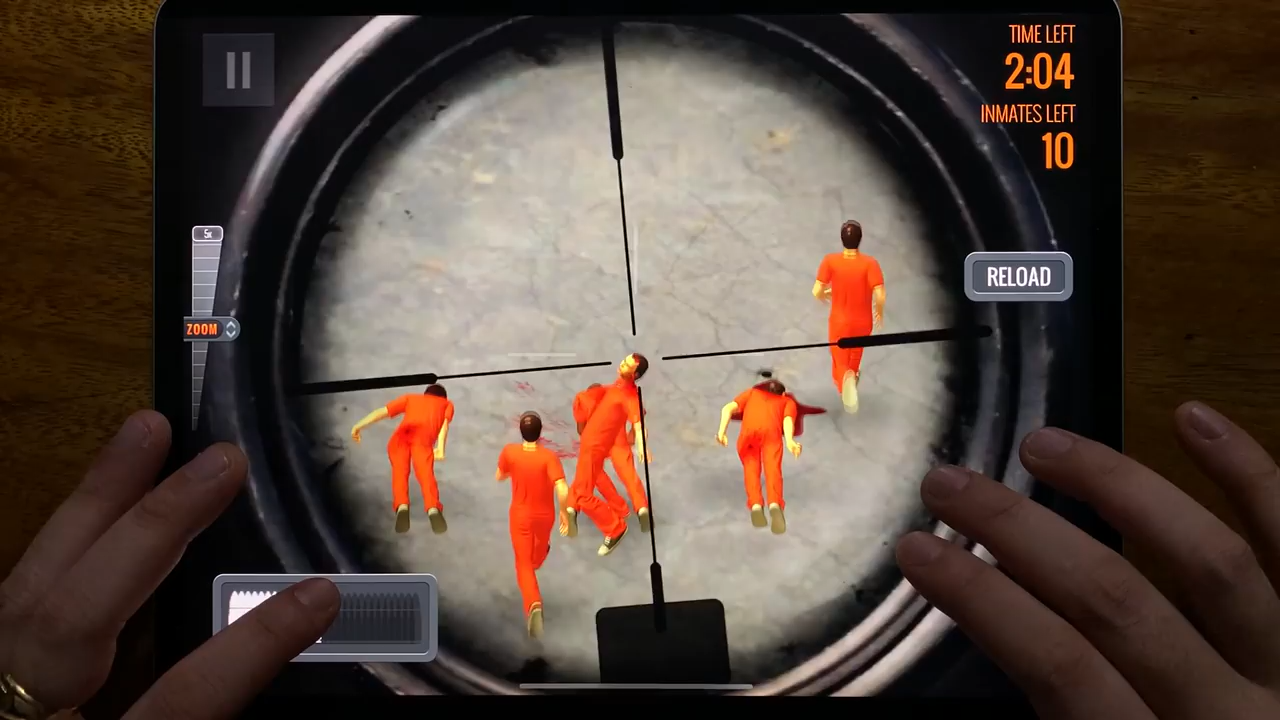 TIME LEFT
2:04
INMATES LEFT
10
5x
RELOAD
ZOOM